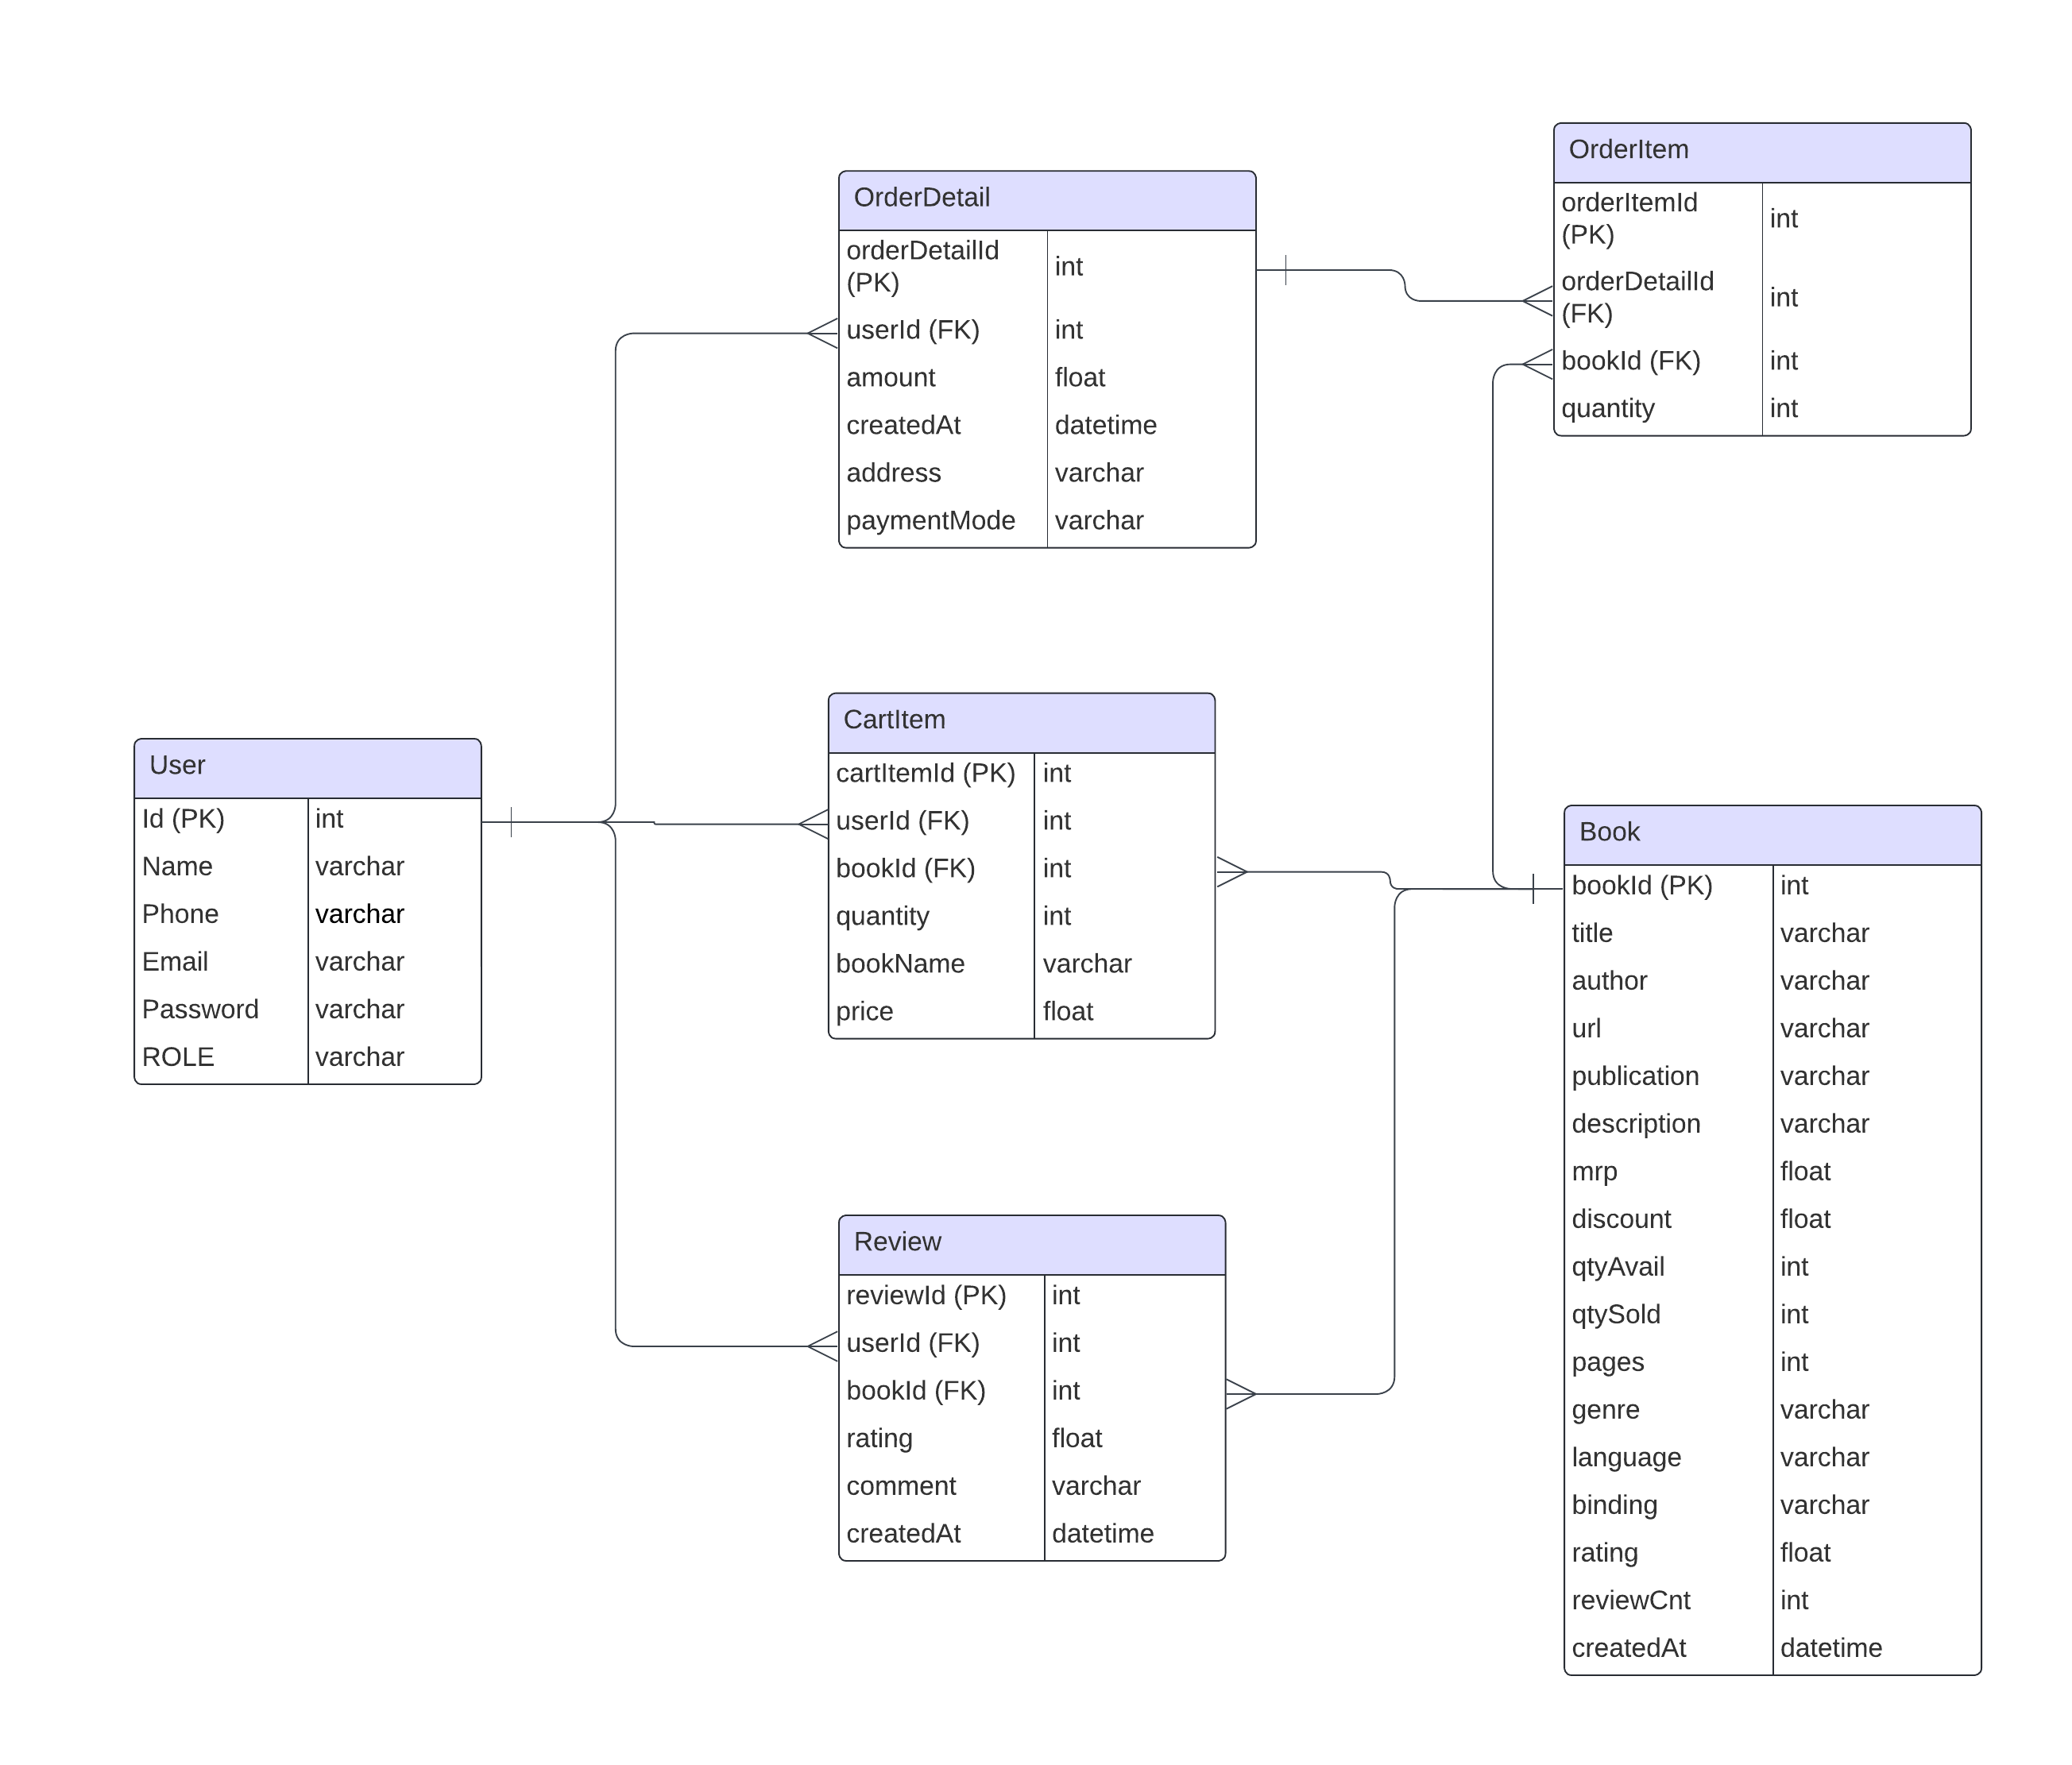 OrderItem
orderItemId
(PK)
int
orderDetailId
(FK)
int
bookId (FK)
int
quantity
int
OrderDetail
orderDetailId
(PK)
int
userId (FK)
int
amount
float
createdAt
datetime
address
varchar
paymentMode
varchar
CartItem
cartItemId (PK)
int
userId (FK)
int
bookId (FK)
int
quantity
int
bookName
varchar
price
float
User
Id (PK)
int
Name
varchar
Phone
varchar
Email
varchar
Password
varchar
ROLE
varchar
Book
bookId (PK)
int
title
varchar
author
varchar
url
varchar
publication
varchar
description
varchar
mrp
float
discount
float
qtyAvail
int
qtySold
int
pages
int
genre
varchar
language
varchar
binding
varchar
rating
float
reviewCnt
int
createdAt
datetime
Review
reviewId (PK)
int
userId (FK)
int
bookId (FK)
int
rating
float
comment
varchar
createdAt
datetime